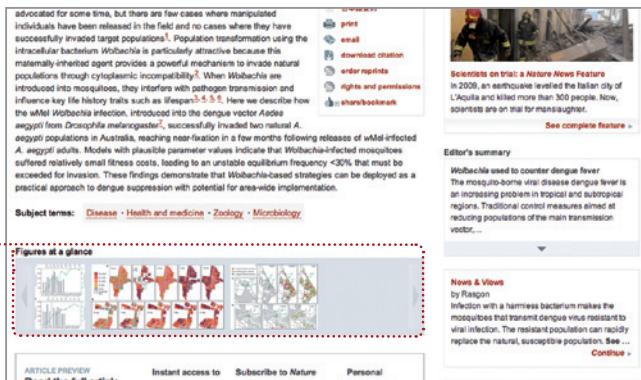 advocated for some time, but there are few cases where manipulated
individuals have been released in the field and no cases where they have
successfully invaded target populations¹. Population transformation using the
intracellular bacterium Wolbachia is particularly attractive because this
maternally-inherited agent provides a powerful mechanism to invade natural
populations through cytoplasmic incompatibility². When Wolbachia are
introduced into mosquitoes, they interfere with pathogen transmission and
influence key life history traits such as lifespan³,⁴,⁵,⁶. Here we describe how
the wMel Wolbachia infection, introduced into the dengue vector Aedes
aegypti from Drosophila melanogaster⁷, successfully invaded two natural A.
aegypti populations in Australia, reaching near-fixation in a few months following releases of wMel-infected
A. aegypti adults. Models with plausible parameter values indicate that Wolbachia-infected mosquitoes
suffered relatively small fitness costs, leading to an unstable equilibrium frequency <30% that must be
exceeded for invasion. These findings demonstrate that Wolbachia-based strategies can be deployed as a
practical approach to dengue suppression with potential for area-wide implementation.
Subject terms: Disease · Health and medicine · Zoology · Microbiology
Figures at a glance
ARTICLE PREVIEW
Read the full article
Instant access to
Subscribe to Nature
Personal
print
email
download citation
order reprints
rights and permissions
share/bookmark
Scientists on trial: a Nature News Feature
In 2009, an earthquake levelled the Italian city of
L'Aquila and killed more than 300 people. Now,
scientists are on trial for manslaughter.
See complete feature
Editor's summary
Wolbachia used to counter dengue fever
The mosquito-borne viral disease dengue fever is
an increasing problem in tropical and subtropical
regions. Traditional control measures aimed at
reducing populations of the main transmission
vector,...
News & Views
by Rasgon
Infection with a harmless bacterium makes the
mosquitoes that transmit dengue virus resistant to
viral infection. The resistant population can rapidly
replace the natural, susceptible population. See ...
Continue